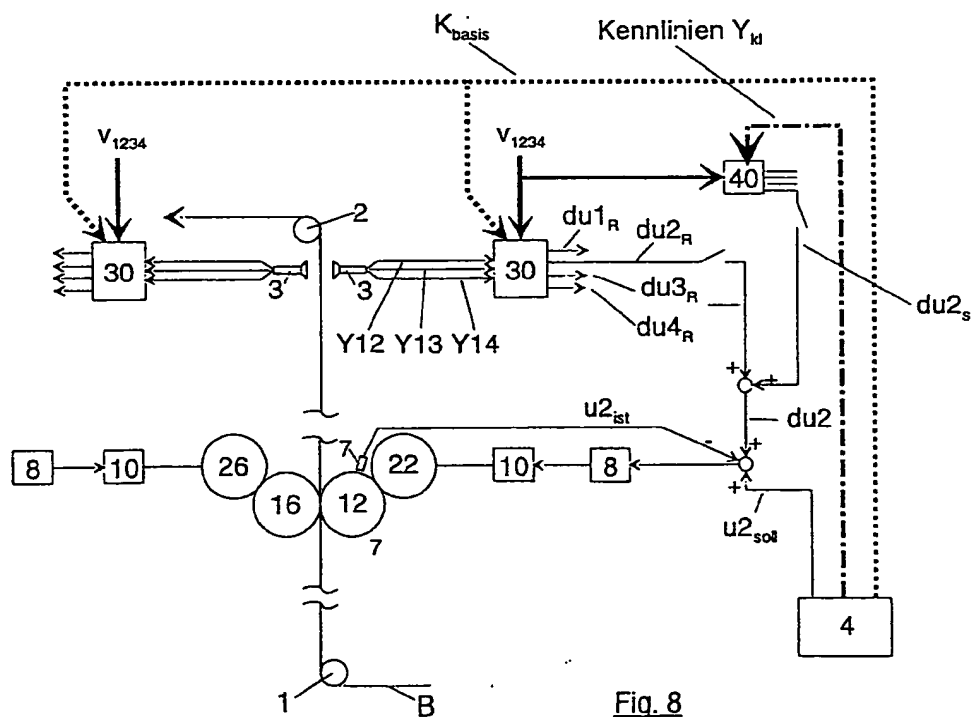 K_basis
Kennlinien Y_kl
v_1234
v_1234
40
2
du1_R
du2_R
30
3
3
30
du3_R
du4_R
du2_s
Y12 Y13 Y14
+ +
u2_ist
du2
- +
7
8
10
26
16
12
22
10
8
+
7
u2_soll
4
1
B
Fig. 8